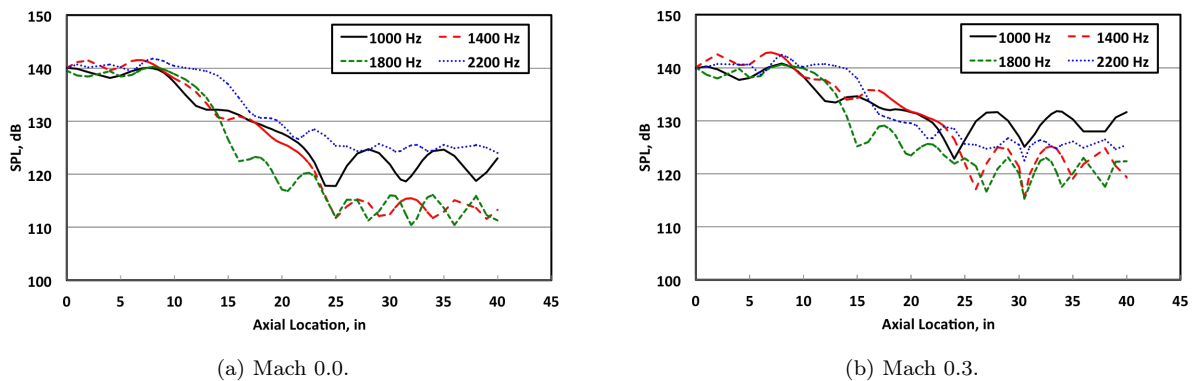 150
140
130
120
110
100
SPL, dB
1000 Hz
1400 Hz
1800 Hz
2200 Hz
0 5 10 15 20 25 30 35 40 45
Axial Location, in
(a) Mach 0.0.
150
140
130
120
110
100
SPL, dB
1000 Hz
1400 Hz
1800 Hz
2200 Hz
0 5 10 15 20 25 30 35 40 45
Axial Location, in
(b) Mach 0.3.